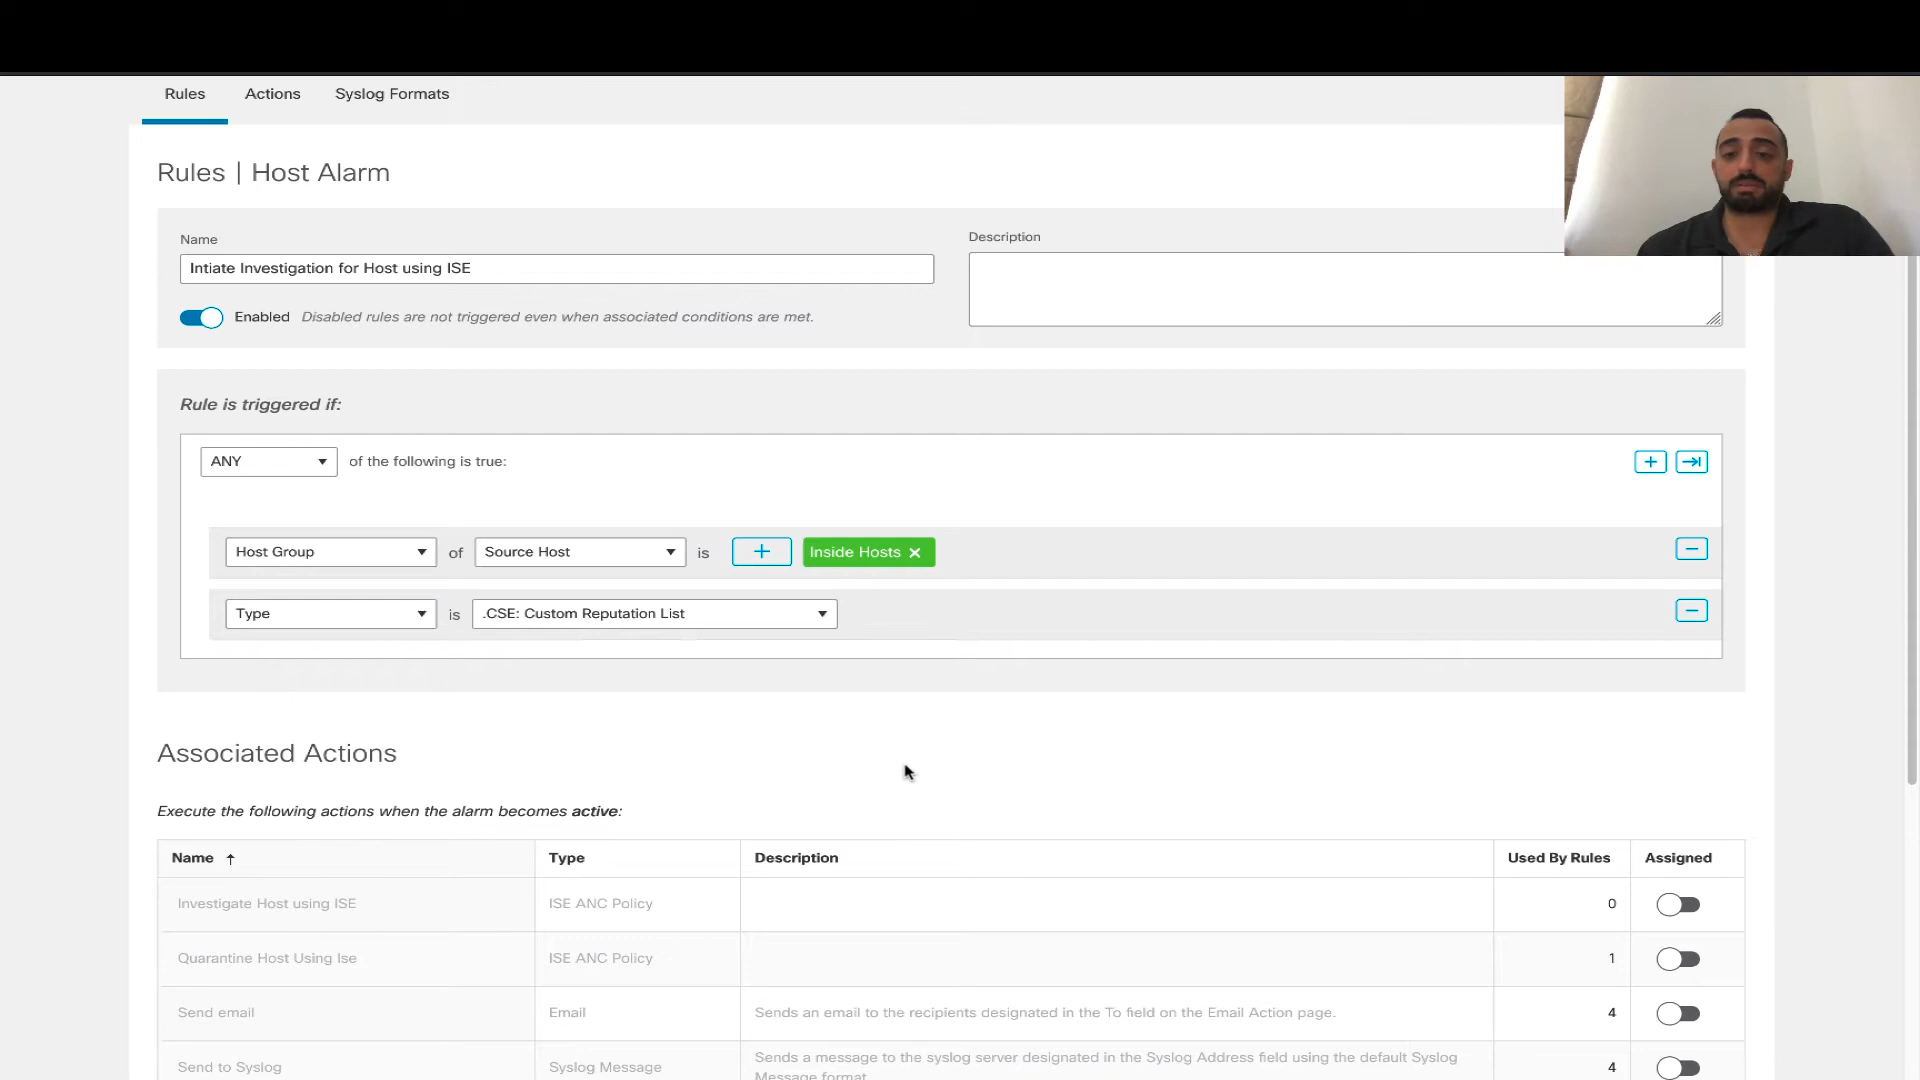 Rules Actions Syslog Formats
Rules | Host Alarm
Name
Description
Intiate Investigation for Host using ISE
Enabled Disabled rules are not triggered even when associated conditions are met.
Rule is triggered if:
ANY of the following is true:
Host Group of Source Host is Inside Hosts
Type is .CSE: Custom Reputation List
Associated Actions
Execute the following actions when the alarm becomes active:
Name Type Description Used By Rules Assigned
Investigate Host using ISE ISE ANC Policy 0
Quarantine Host Using Ise ISE ANC Policy 1
Send email Email Sends an email to the recipients designated in the To field on the Email Action page. 4
Send to Syslog Syslog Message Sends a message to the syslog server designated in the Syslog Address field using the default Syslog 4
Message format.